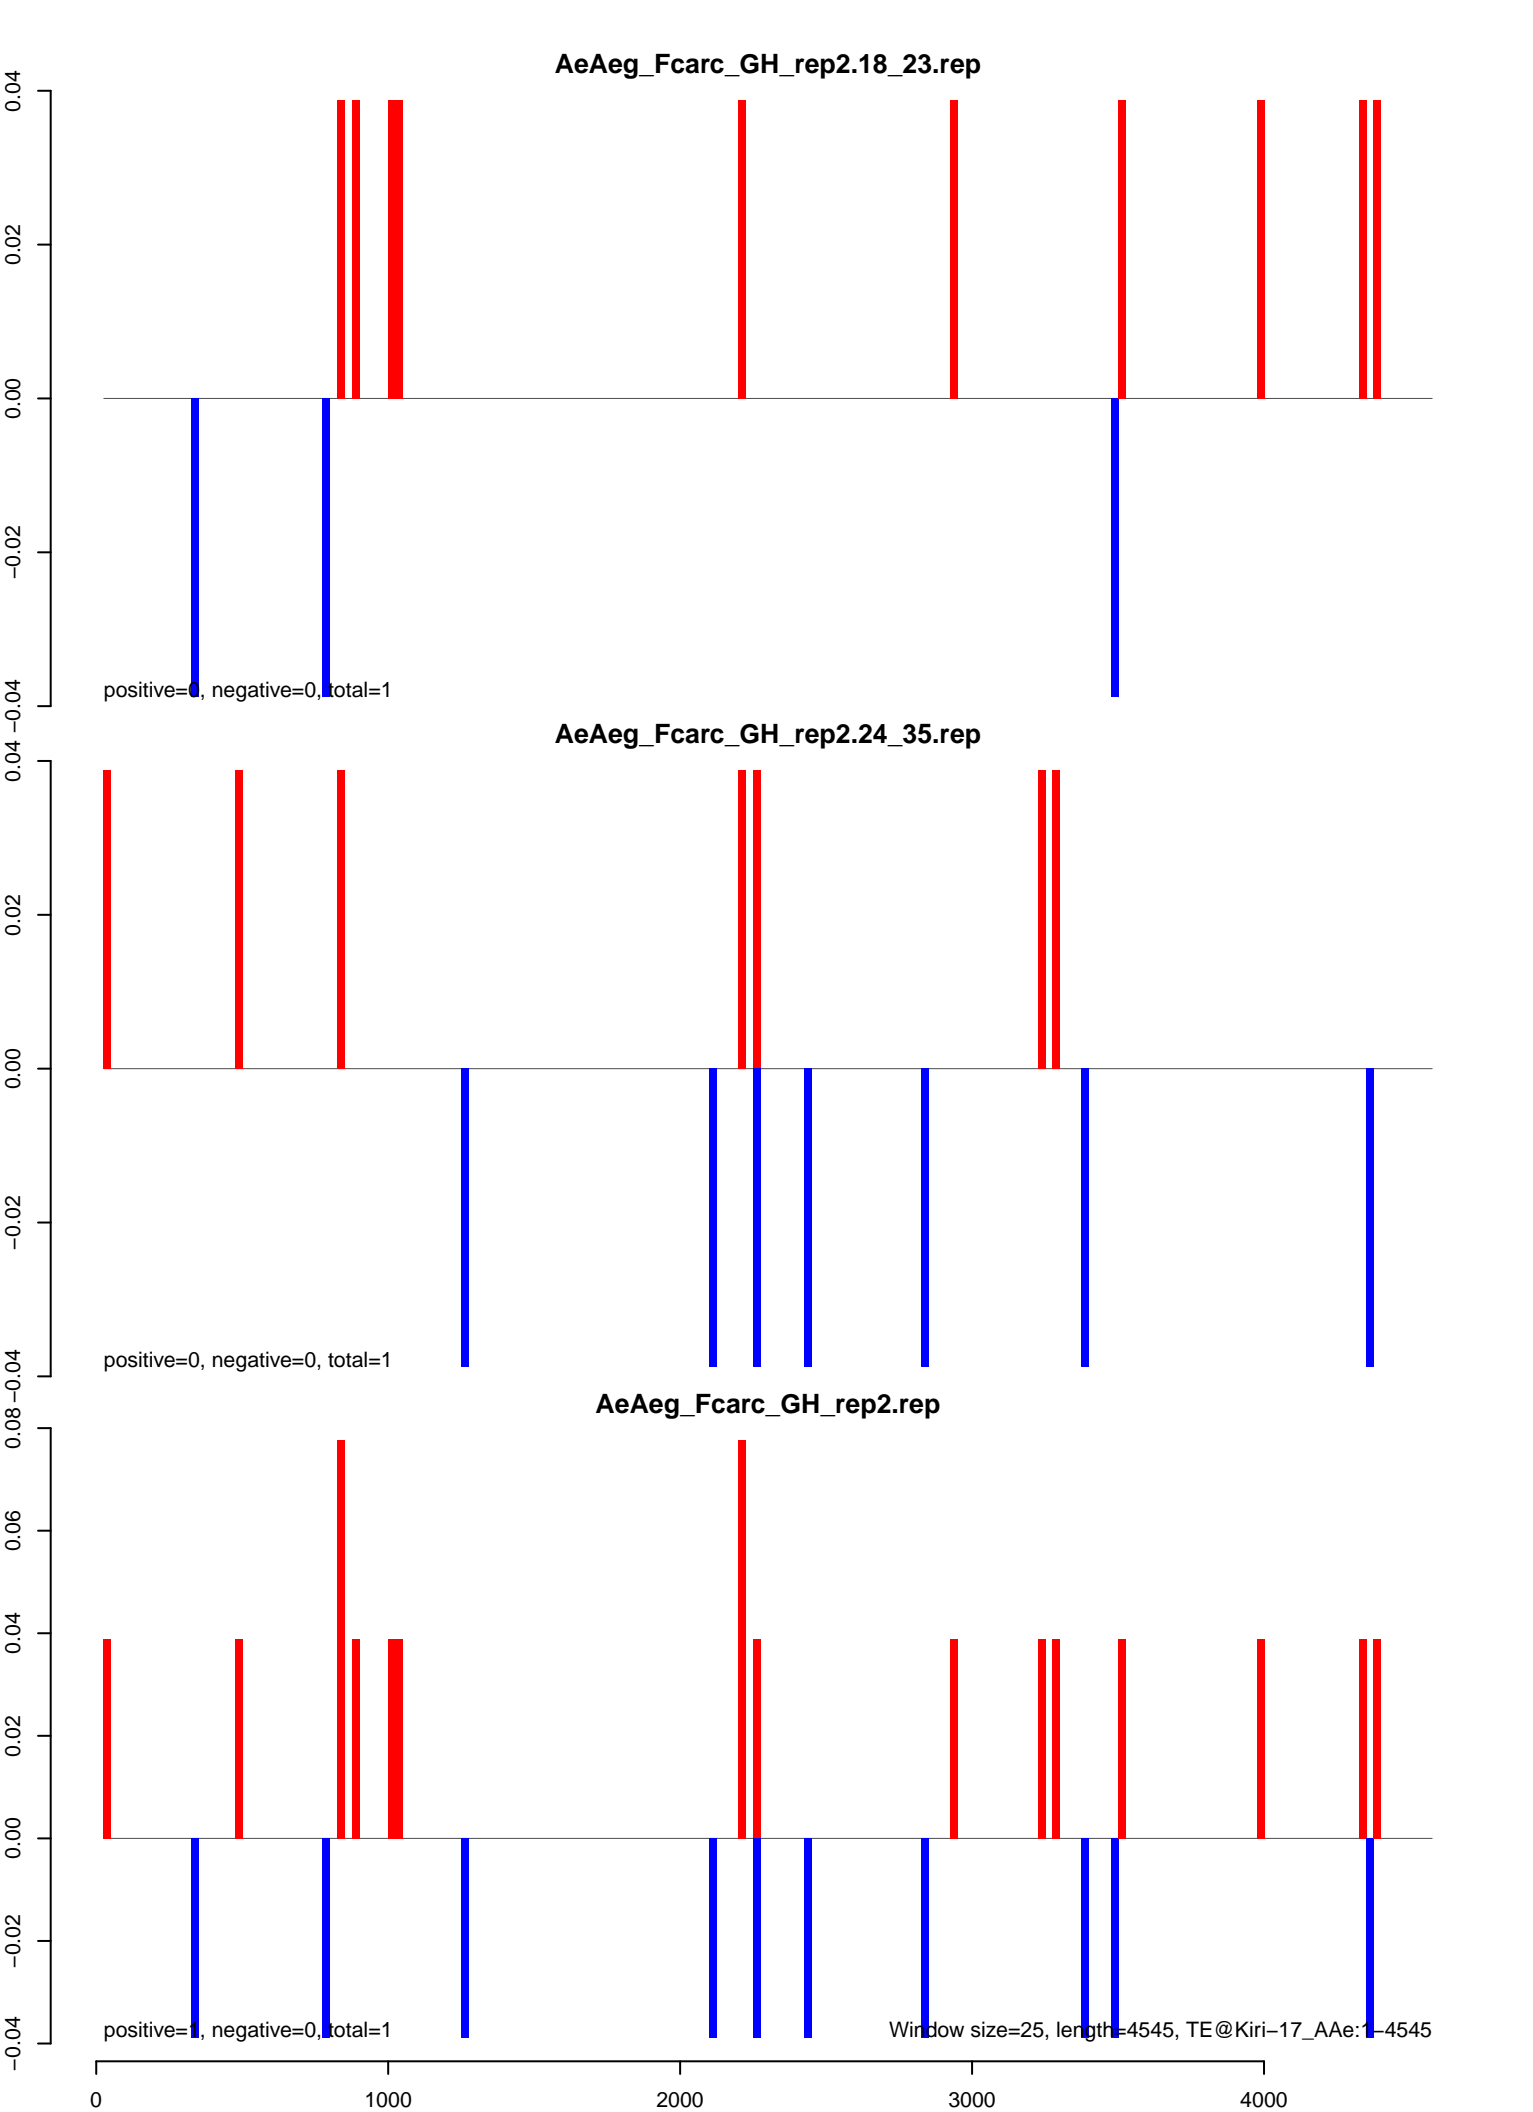 AeAeg_Fcarc_GH_rep2.18_23.rep
0.04
0.02
0.00
−0.02
−0.04
positive=0, negative=0, total=1
AeAeg_Fcarc_GH_rep2.24_35.rep
0.04
0.02
0.00
−0.02
−0.04
positive=0, negative=0, total=1
AeAeg_Fcarc_GH_rep2.rep
0.08
0.06
0.04
0.02
0.00
−0.02
−0.04
positive=1, negative=0, total=1
Window size=25, length=4545, TE@Kiri−17_AAe:1−4545
0 1000 2000 3000 4000